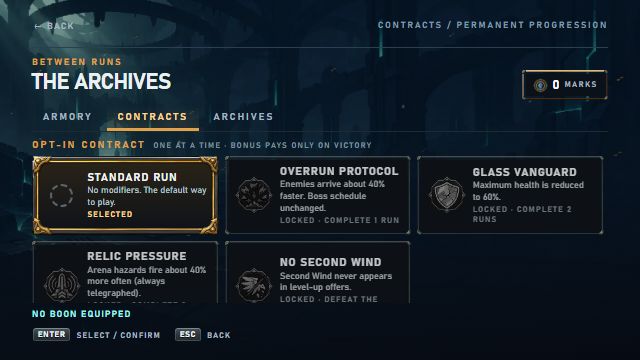 ← BACK
CONTRACTS / PERMANENT PROGRESSION
BETWEEN RUNS
THE ARCHIVES
0 MARKS
ARMORY CONTRACTS ARCHIVES
OPT-IN CONTRACT ONE AT A TIME · BONUS PAYS ONLY ON VICTORY
STANDARD RUN
No modifiers. The default way
to play.
SELECTED
OVERRUN PROTOCOL
Enemies arrive about 40%
faster. Boss schedule
unchanged.
LOCKED · COMPLETE 1 RUN
GLASS VANGUARD
Maximum health is reduced
to 60%.
LOCKED · COMPLETE 2
RUNS
RELIC PRESSURE
Arena hazards fire about 40%
more often (always
telegraphed).
NO SECOND WIND
Second Wind never appears
in level-up offers.
LOCKED · DEFEAT THE
NO BOON EQUIPPED
ENTER SELECT / CONFIRM ESC BACK